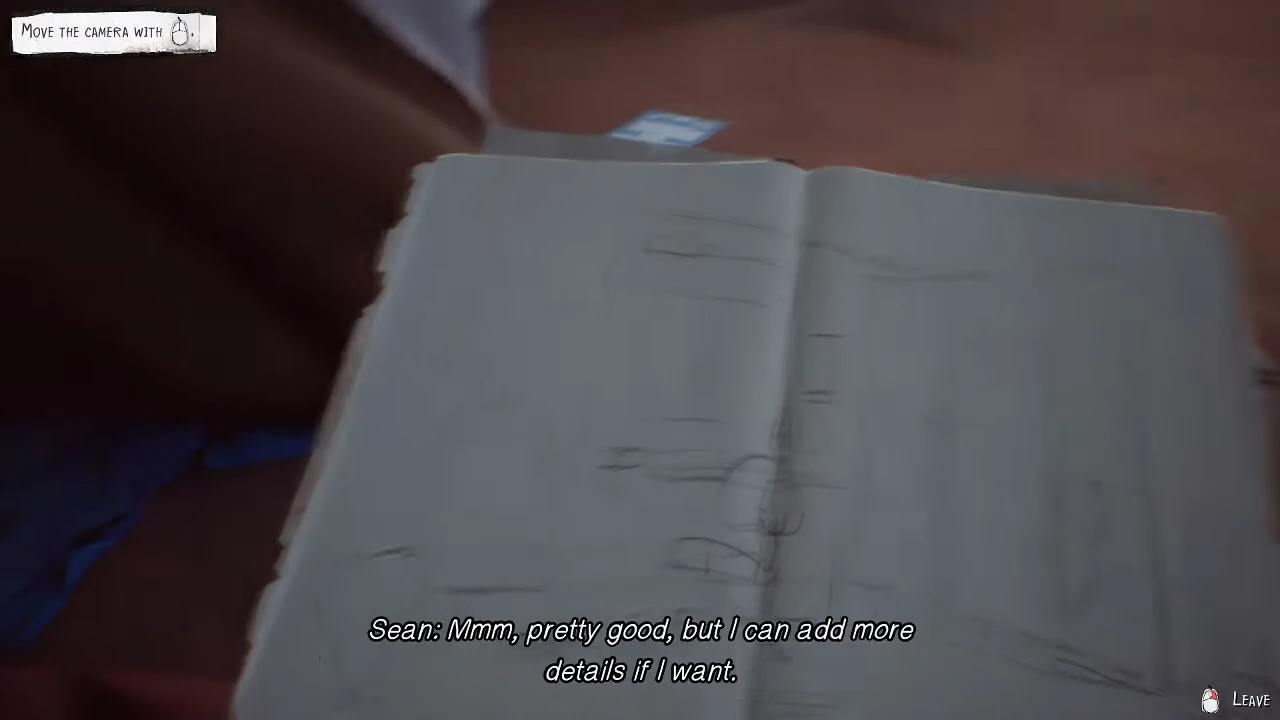 MOVE THE CAMERA WITH .
Sean: Mmm, pretty good, but I can add more
details if I want.
LEAVE